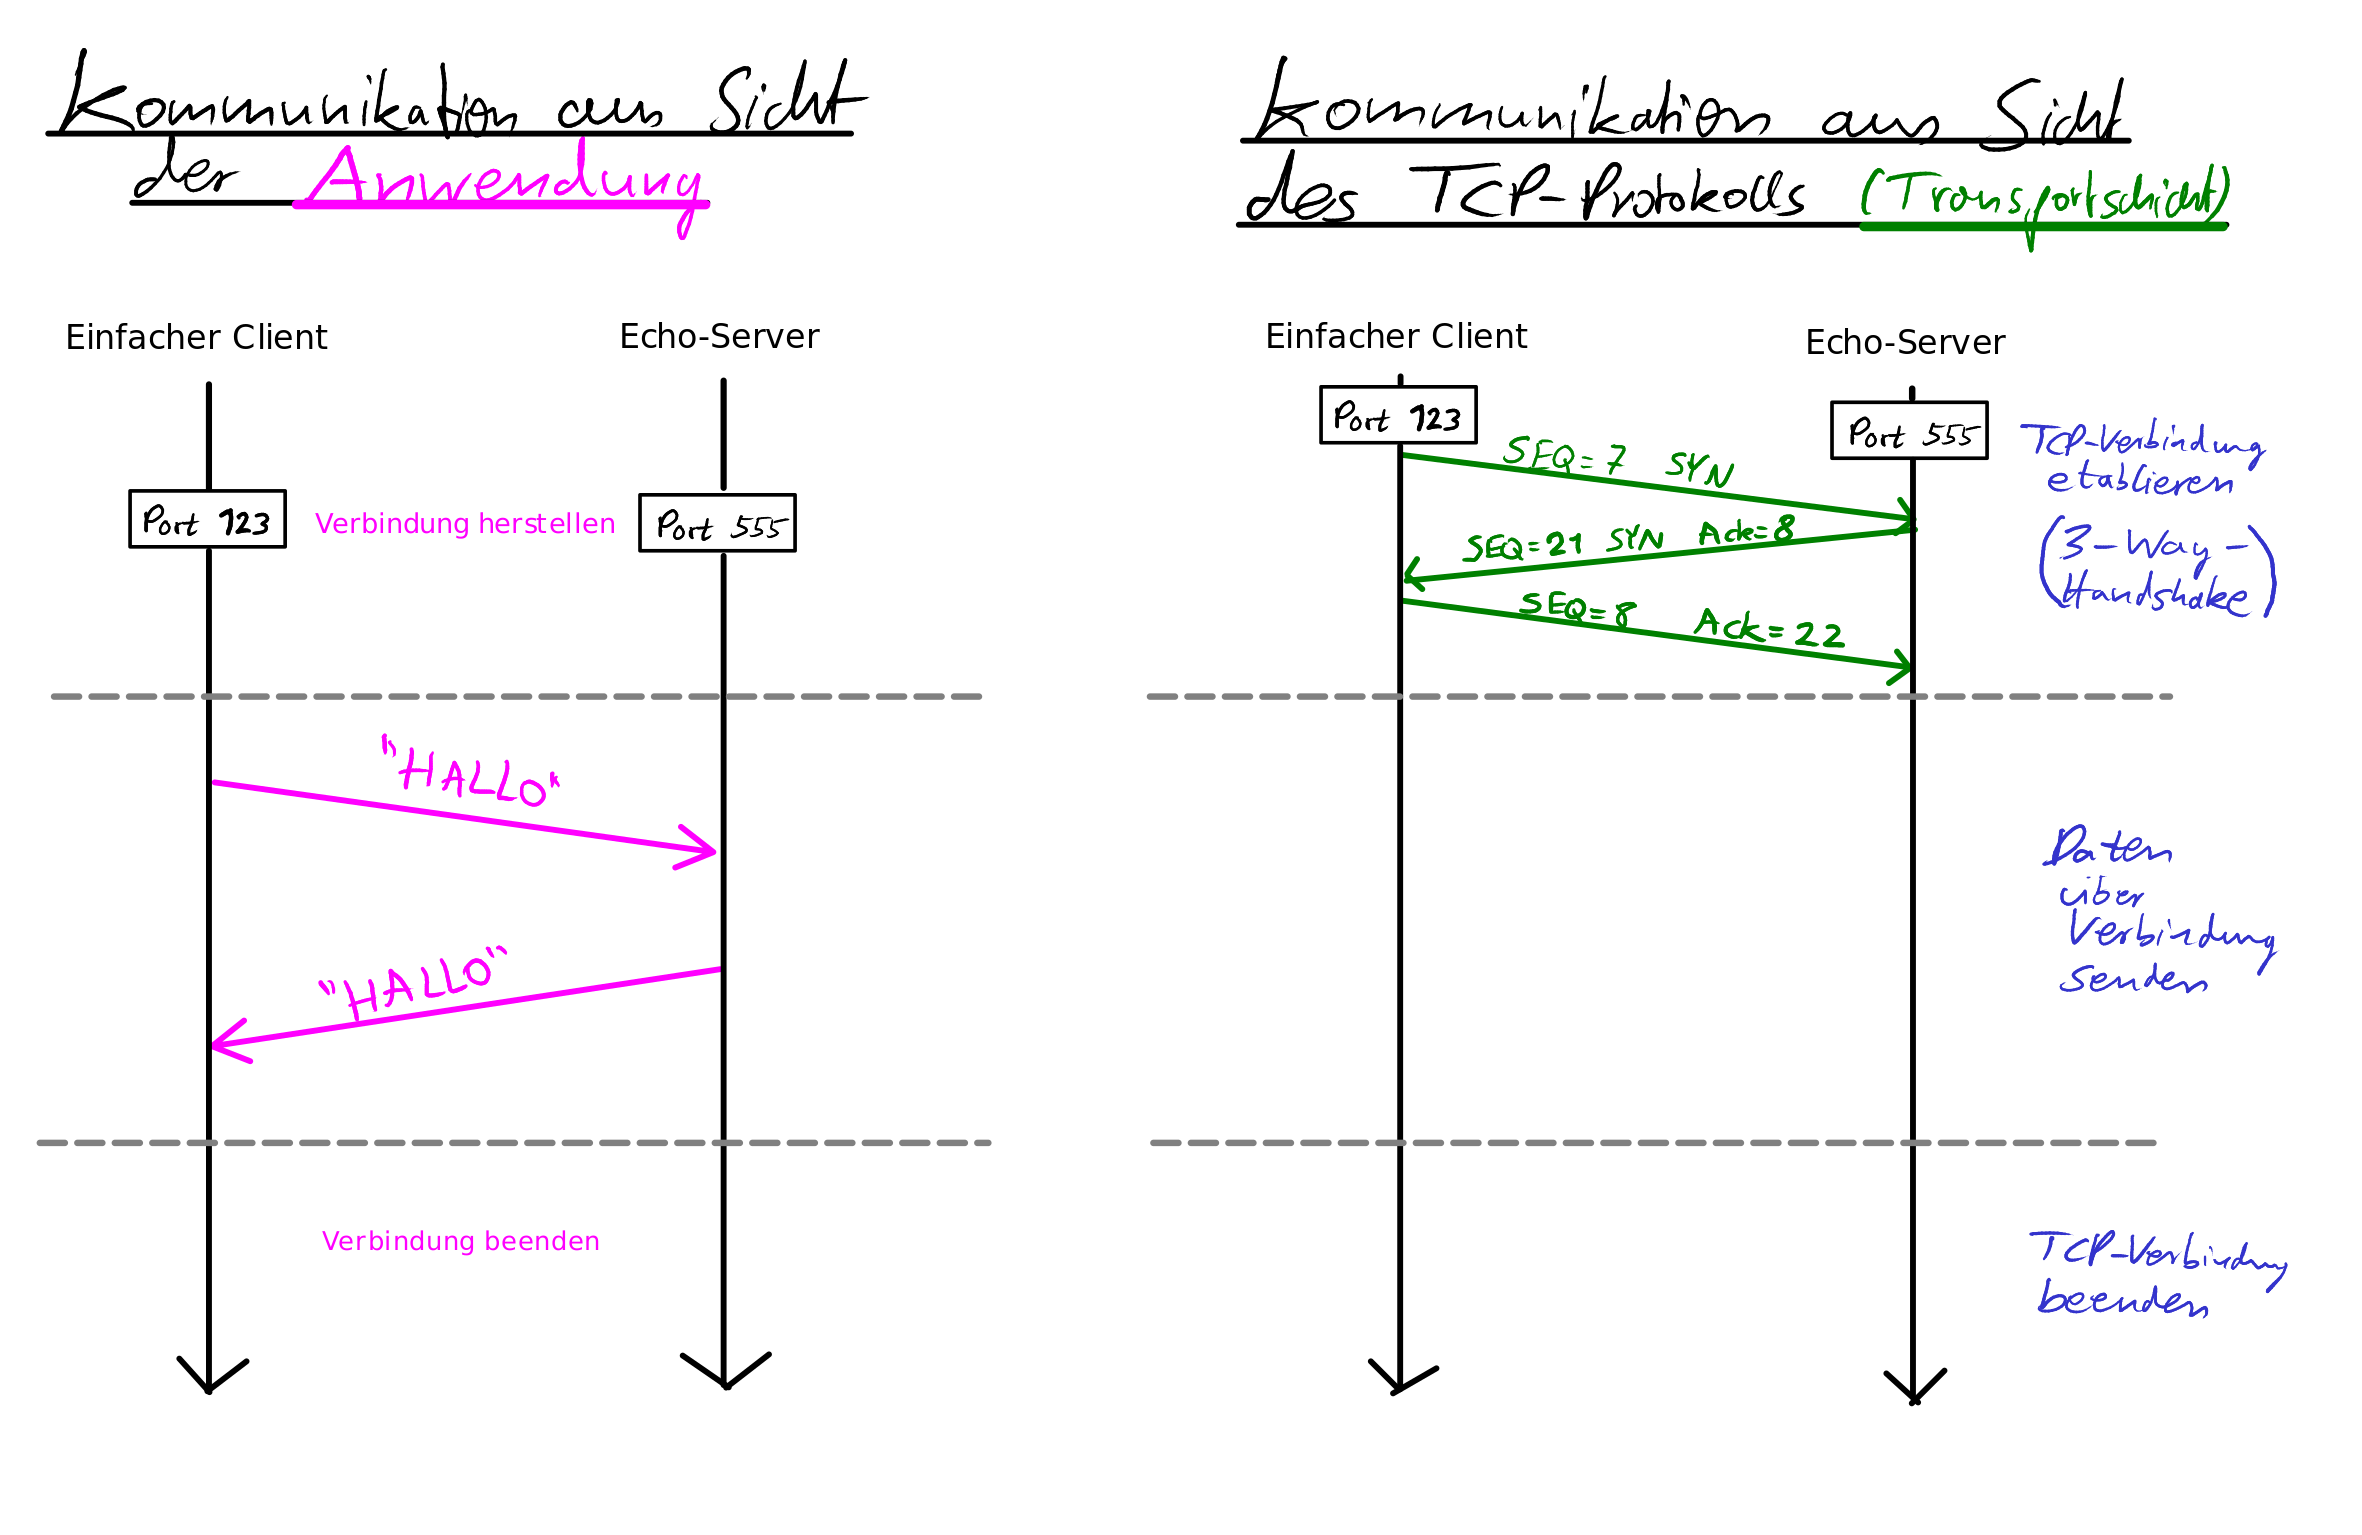 Kommunikation aus Sicht
der Anwendung
Einfacher Client
Echo-Server
Port 123
Verbindung herstellen
Port 555
"HALLO"
"HALLO"
Verbindung beenden
Kommunikation aus Sicht
des TCP-Protokolls (Transportschicht)
Einfacher Client
Echo-Server
Port 123
Port 555
SEQ=7 SYN
SEQ=21 SYN Ack=8
SEQ=8 Ack=22
TCP-Verbindung
etablieren
(3-Way-
Handshake)
Daten
über
Verbindung
senden
TCP-Verbindung
beenden